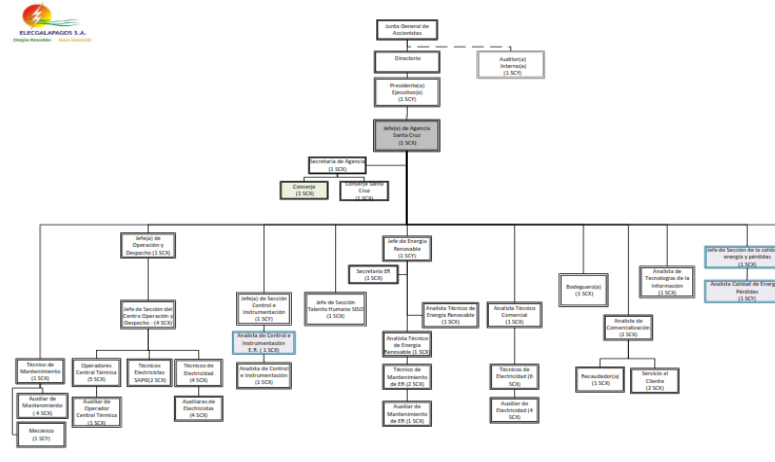 ELECGALAPAGOS S.A.
Energías Renovables
Junta General de
Accionistas
Directorio
Auditor(a)
Interno(a)
(1 SCY)
Presidente(a)
Ejecutivo(a)
(1 SCY)
Jefe(a) de Agencia
Santa Cruz
(1 SCX)
Secretaria de Agencia
(1 SCX)
Conserje
(1 SCX)
Conserje Santa
Cruz
(1 SCX)
Jefe(a) de
Operación y
Despacho (1 SCX)
Jefe de Energía
Renovable
(1 SCY)
Jefe de Sección de la calidad
energía y pérdidas
(1 SCX)
Secretaria ER
(1 SCX)
Bodeguero(a)
(1 SCX)
Analista de
Tecnologías de la
Información
(1 SCX)
Analista Calidad de Energía
Pérdidas
(1 SCY)
Jefe de Sección del
Centro Operación y
Despacho - (4 SCX)
Jefe(a) de Sección
Control e
Instrumentación
(1 SCY)
Jefe de Sección
Talento Humano SISO
(1 SCX)
Analista Técnico de
Energía Renovable
(1 SCX)
Analista Técnico
Comercial
(1 SCX)
Analista de
Comercialización
(1 SCX)
Analista de Control e
Instrumentación
E.R. ( 1 SCX)
Analista Técnico
de Energía
Renovable (1 SCX)
Técnico de
Mantenimiento
(1 SCX)
Operadores
Central Térmica
(5 SCX)
Técnicos
Electricistas
SAPG(2 SCX)
Técnicos de
Electricidad
(4 SCX)
Analista de Control
e Instrumentación
(1 SCX)
Técnico de
Mantenimiento
de ER (2 SCX)
Técnicos de
Electricidad (6
SCX)
Recaudador(a)
(1 SCX)
Servicio al
Cliente
(2 SCX)
Auxiliar de
Mantenimiento
( 4 SCX)
Auxiliar de
Operador
Central Térmica
(1 SCX)
Auxiliares de
Electricistas
(4 SCX)
Auxiliar de
Mantenimiento
de ER (1 SCX)
Auxiliar de
Electricidad (4
SCX)
Mecánico
(1 SCY)